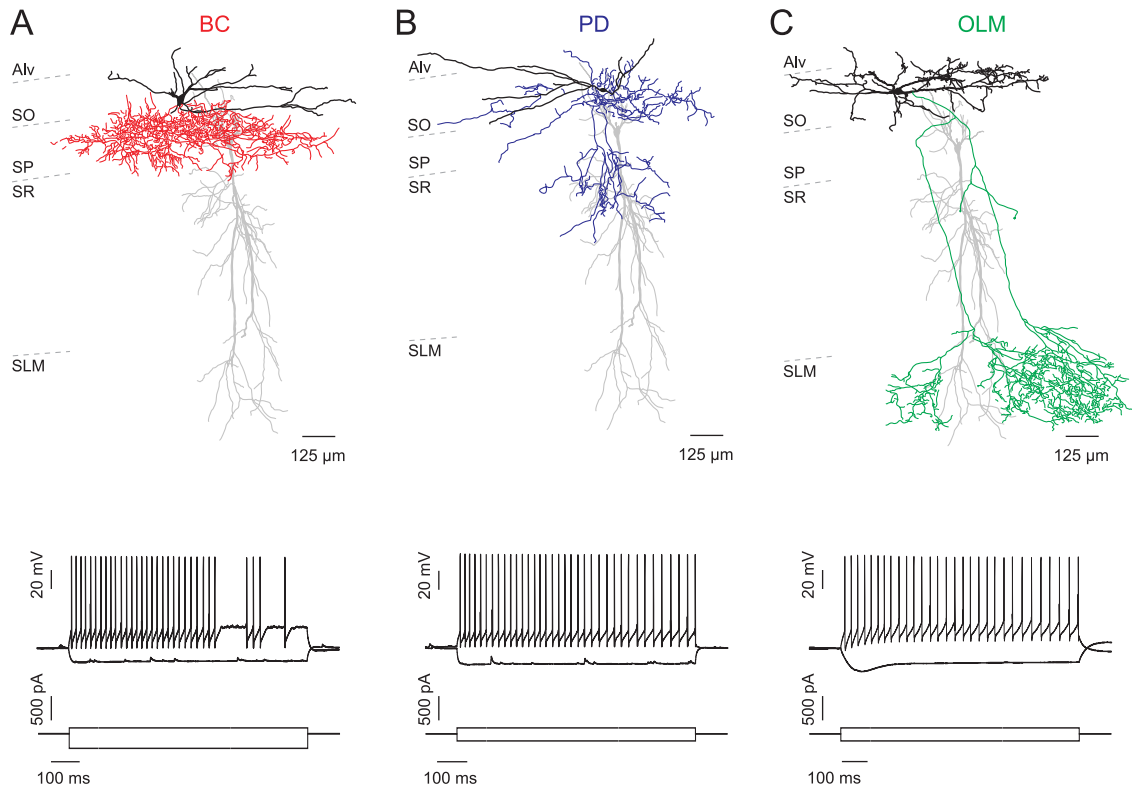 A BC
Alv
SO
SP
SR
SLM
125 µm
20 mV
500 pA
100 ms
B PD
Alv
SO
SP
SR
SLM
125 µm
20 mV
500 pA
100 ms
C OLM
Alv
SO
SP
SR
SLM
125 µm
20 mV
500 pA
100 ms